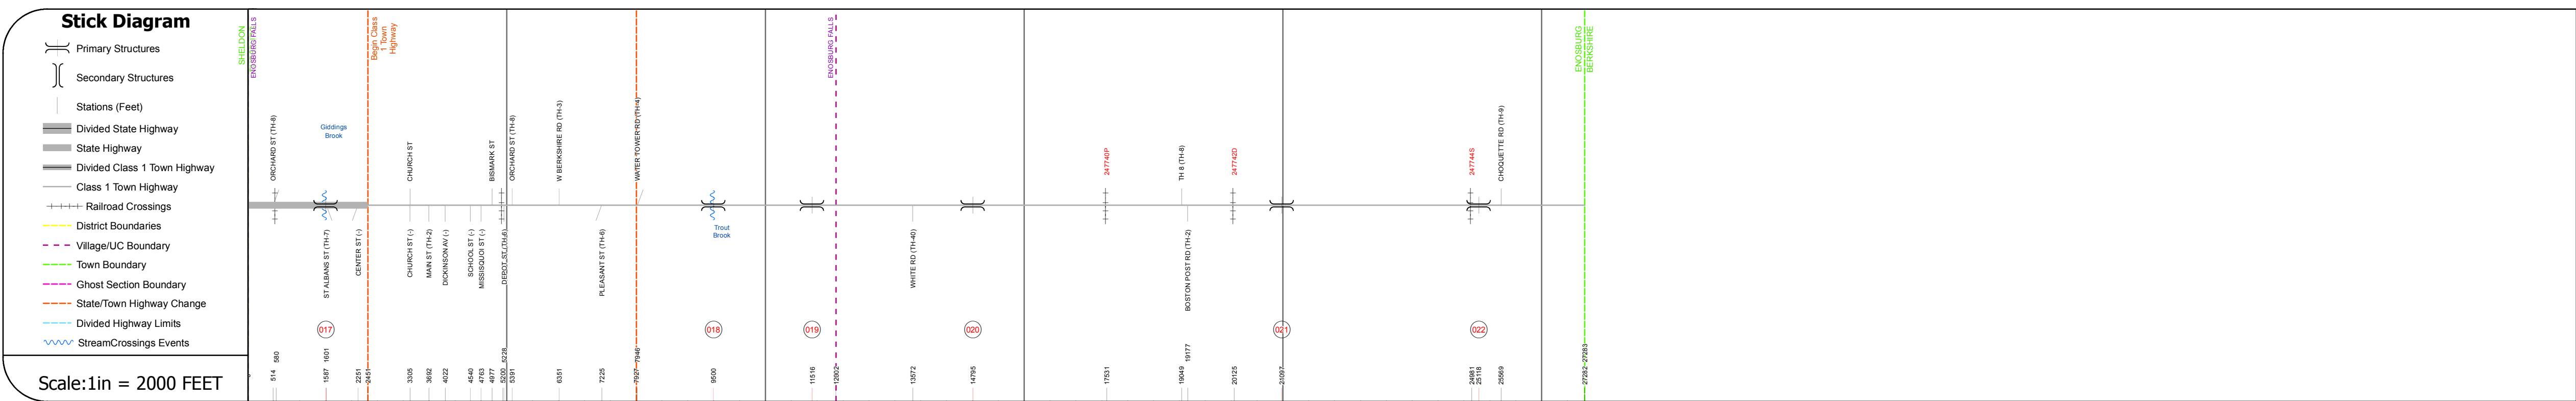 Stick Diagram
Primary Structures
Secondary Structures
Stations (Feet)
Divided State Highway
State Highway
Divided Class 1 Town Highway
Class 1 Town Highway
Railroad Crossings
District Boundaries
Village/UC Boundary
Town Boundary
Ghost Section Boundary
State/Town Highway Change
Divided Highway Limits
StreamCrossings Events
Scale:1in = 2000 FEET
SHELDON
ENOSBURG FALLS
Begin Class
1 Town
Highway
ENOSBURG FALLS
ENOSBURG
BERKSHIRE
ORCHARD ST (TH-8)
Giddings
Brook
CHURCH ST
BISMARK ST
ORCHARD ST (TH-8)
W BERKSHIRE RD (TH-3)
WATER TOWER RD (TH-4)
247740P
TH 8 (TH-8)
247742D
247744S
CHOQUETTE RD (TH-9)
ST ALBANS ST (TH-7)
CENTER ST (-)
CHURCH ST (-)
MAIN ST (TH-2)
DICKINSON AV (-)
SCHOOL ST (-)
MISSISQUOI ST (-)
DEPOT ST (TH-6)
PLEASANT ST (TH-6)
Trout
Brook
WHITE RD (TH-40)
BOSTON POST RD (TH-2)
017
018
019
020
021
022
514
580
1587
1601
2251
2451
3305
3692
4022
4540
4763
4977
5200
5228
5391
6351
7225
7927
7946
9500
11516
12802
13572
14795
17531
19049
19177
20125
21097
24981
25118
25569
27282
27283